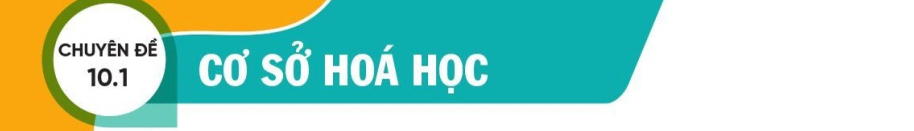 CHUYÊN ĐỀ
10.1
CƠ SỞ HOÁ HỌC